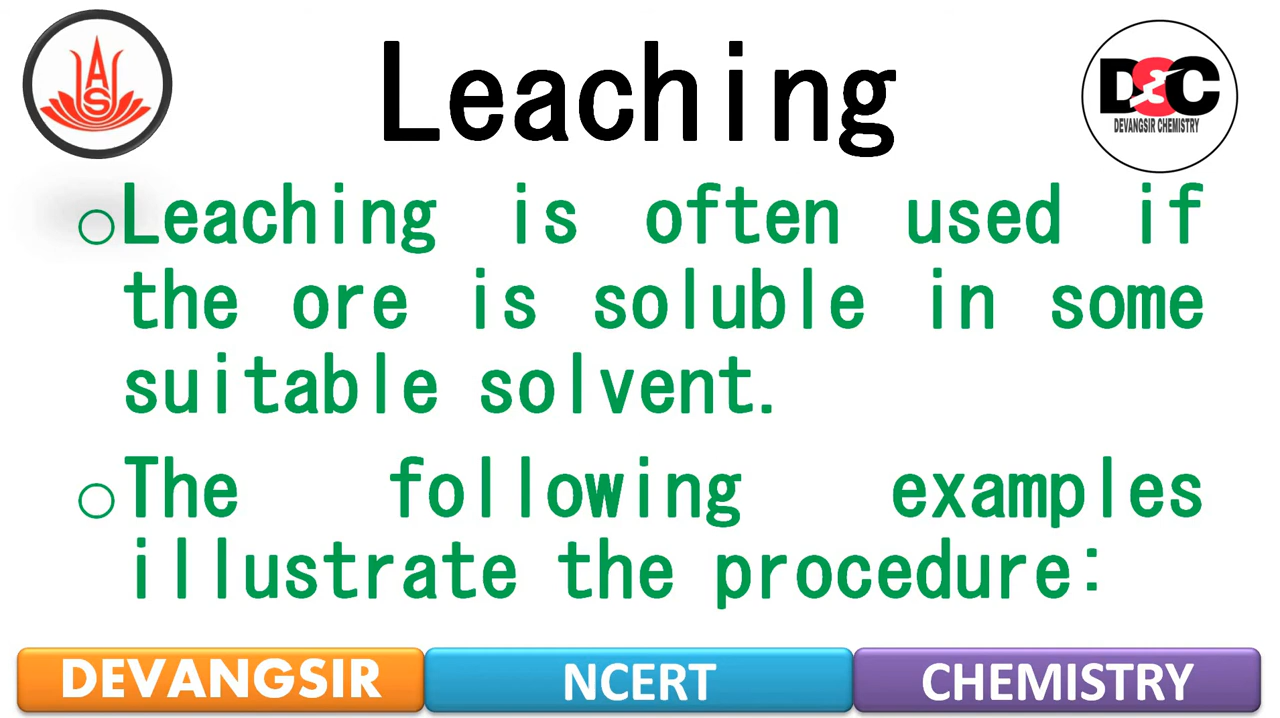 Leaching
DSC
DEVANGSIR CHEMISTRY
Leaching is often used if
the ore is soluble in some
suitable solvent.
The following examples
illustrate the procedure:
DEVANGSIR NCERT CHEMISTRY